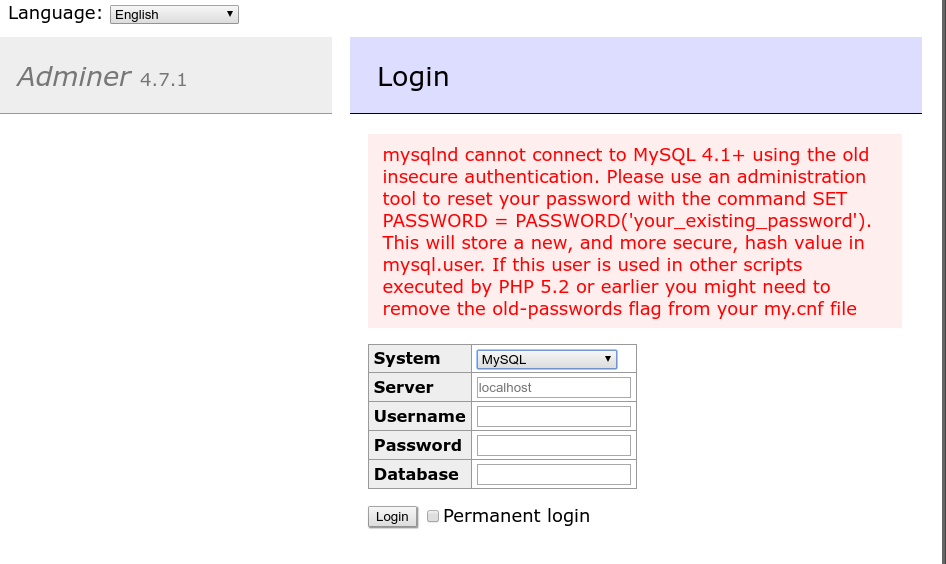 Language: English
Adminer 4.7.1
Login
mysqlnd cannot connect to MySQL 4.1+ using the old
insecure authentication. Please use an administration
tool to reset your password with the command SET
PASSWORD = PASSWORD('your_existing_password').
This will store a new, and more secure, hash value in
mysql.user. If this user is used in other scripts
executed by PHP 5.2 or earlier you might need to
remove the old-passwords flag from your my.cnf file
System MySQL
Server localhost
Username
Password
Database
Login Permanent login